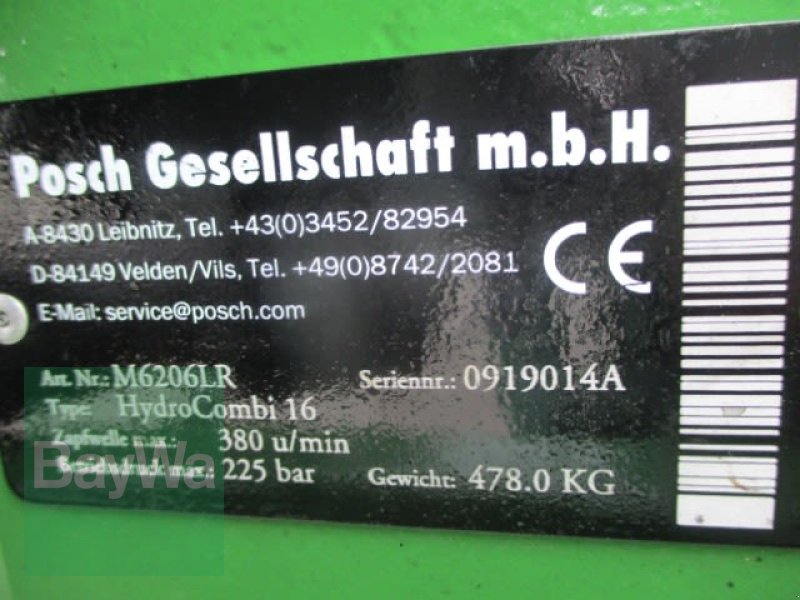 Posch Gesellschaft m.b.H.
A-8430 Leibnitz, Tel. +43(0)3452/82954
D-84149 Velden/Vils, Tel. +49(0)8742/2081
CE
E-Mail: service@posch.com
Art. Nr.: M6206LR Seriennr.: 0919014A
Type: HydroCombi 16
Zapfwelle max.: 380 u/min
Betriebsdruck max.: 225 bar Gewicht: 478.0 KG
BayWa